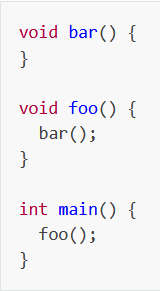 void bar() {
}

void foo() {
  bar();
}

int main() {
  foo();
}